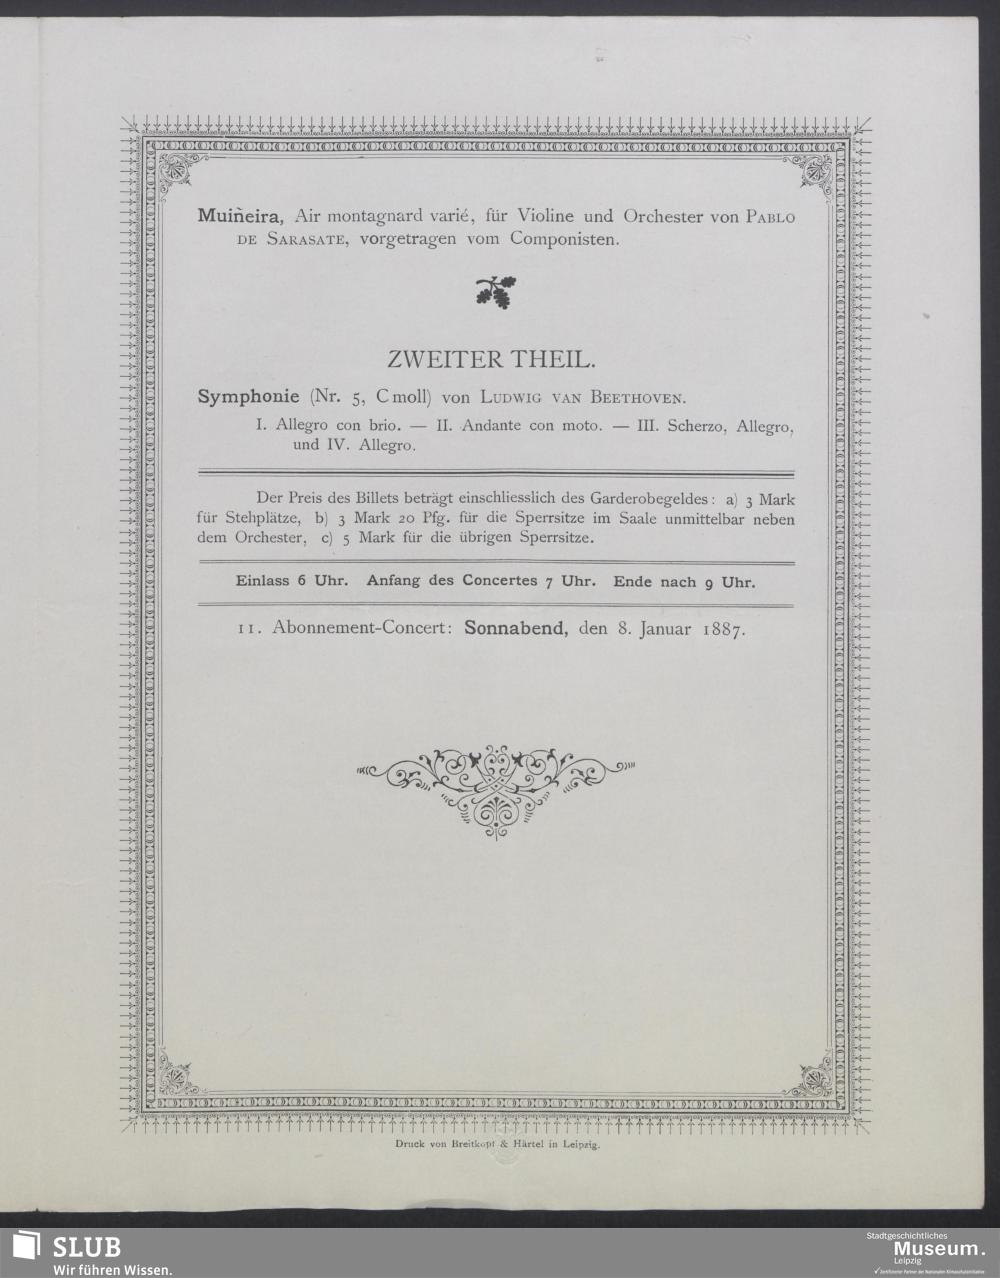 Muiñeira, Air montagnard varié, für Violine und Orchester von PABLO
DE SARASATE, vorgetragen vom Componisten.
ZWEITER THEIL.
Symphonie (Nr. 5, C moll) von LUDWIG VAN BEETHOVEN.
I. Allegro con brio. — II. Andante con moto. — III. Scherzo, Allegro,
und IV. Allegro.
Der Preis des Billets beträgt einschliesslich des Garderobegeldes: a) 3 Mark
für Stehplätze, b) 3 Mark 20 Pfg. für die Sperrsitze im Saale unmittelbar neben
dem Orchester, c) 5 Mark für die übrigen Sperrsitze.
Einlass 6 Uhr. Anfang des Concertes 7 Uhr. Ende nach 9 Uhr.
11. Abonnement-Concert: Sonnabend, den 8. Januar 1887.
Druck von Breitkopf & Härtel in Leipzig.
SLUB
Wir führen Wissen.
Stadtgeschichtliches
Museum.
Leipzig
Zertifizierter Partner der Nationalen Klimaschutzinitiative